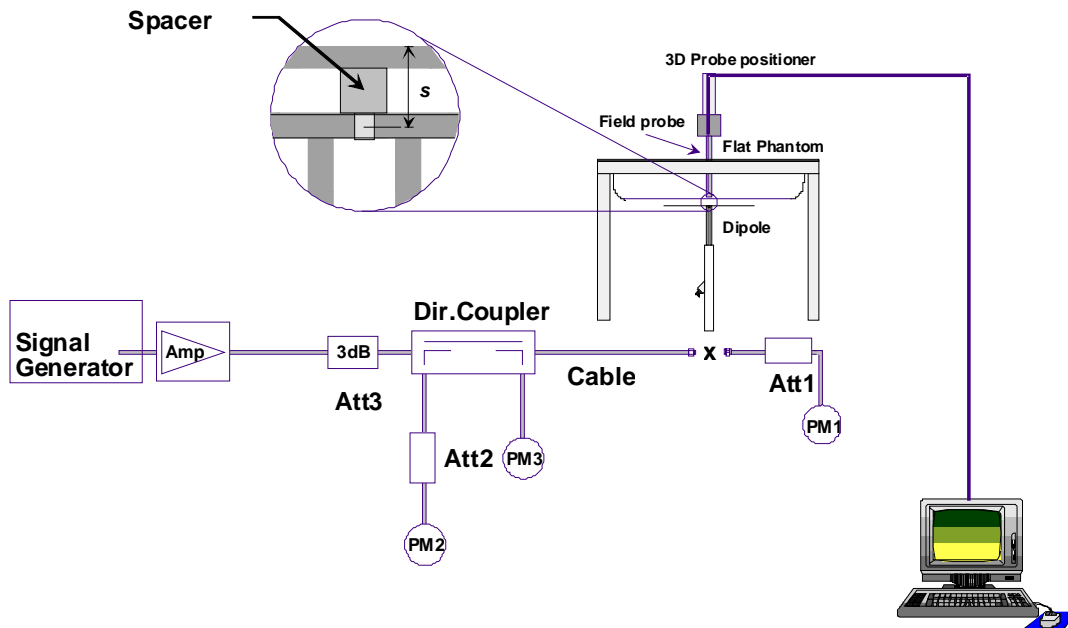 Spacer
s
3D Probe positioner
Field probe
Flat Phantom
Dipole
Dir.Coupler
Signal
Generator
Amp
3dB
x
Cable
Att1
Att3
PM1
Att2
PM3
PM2